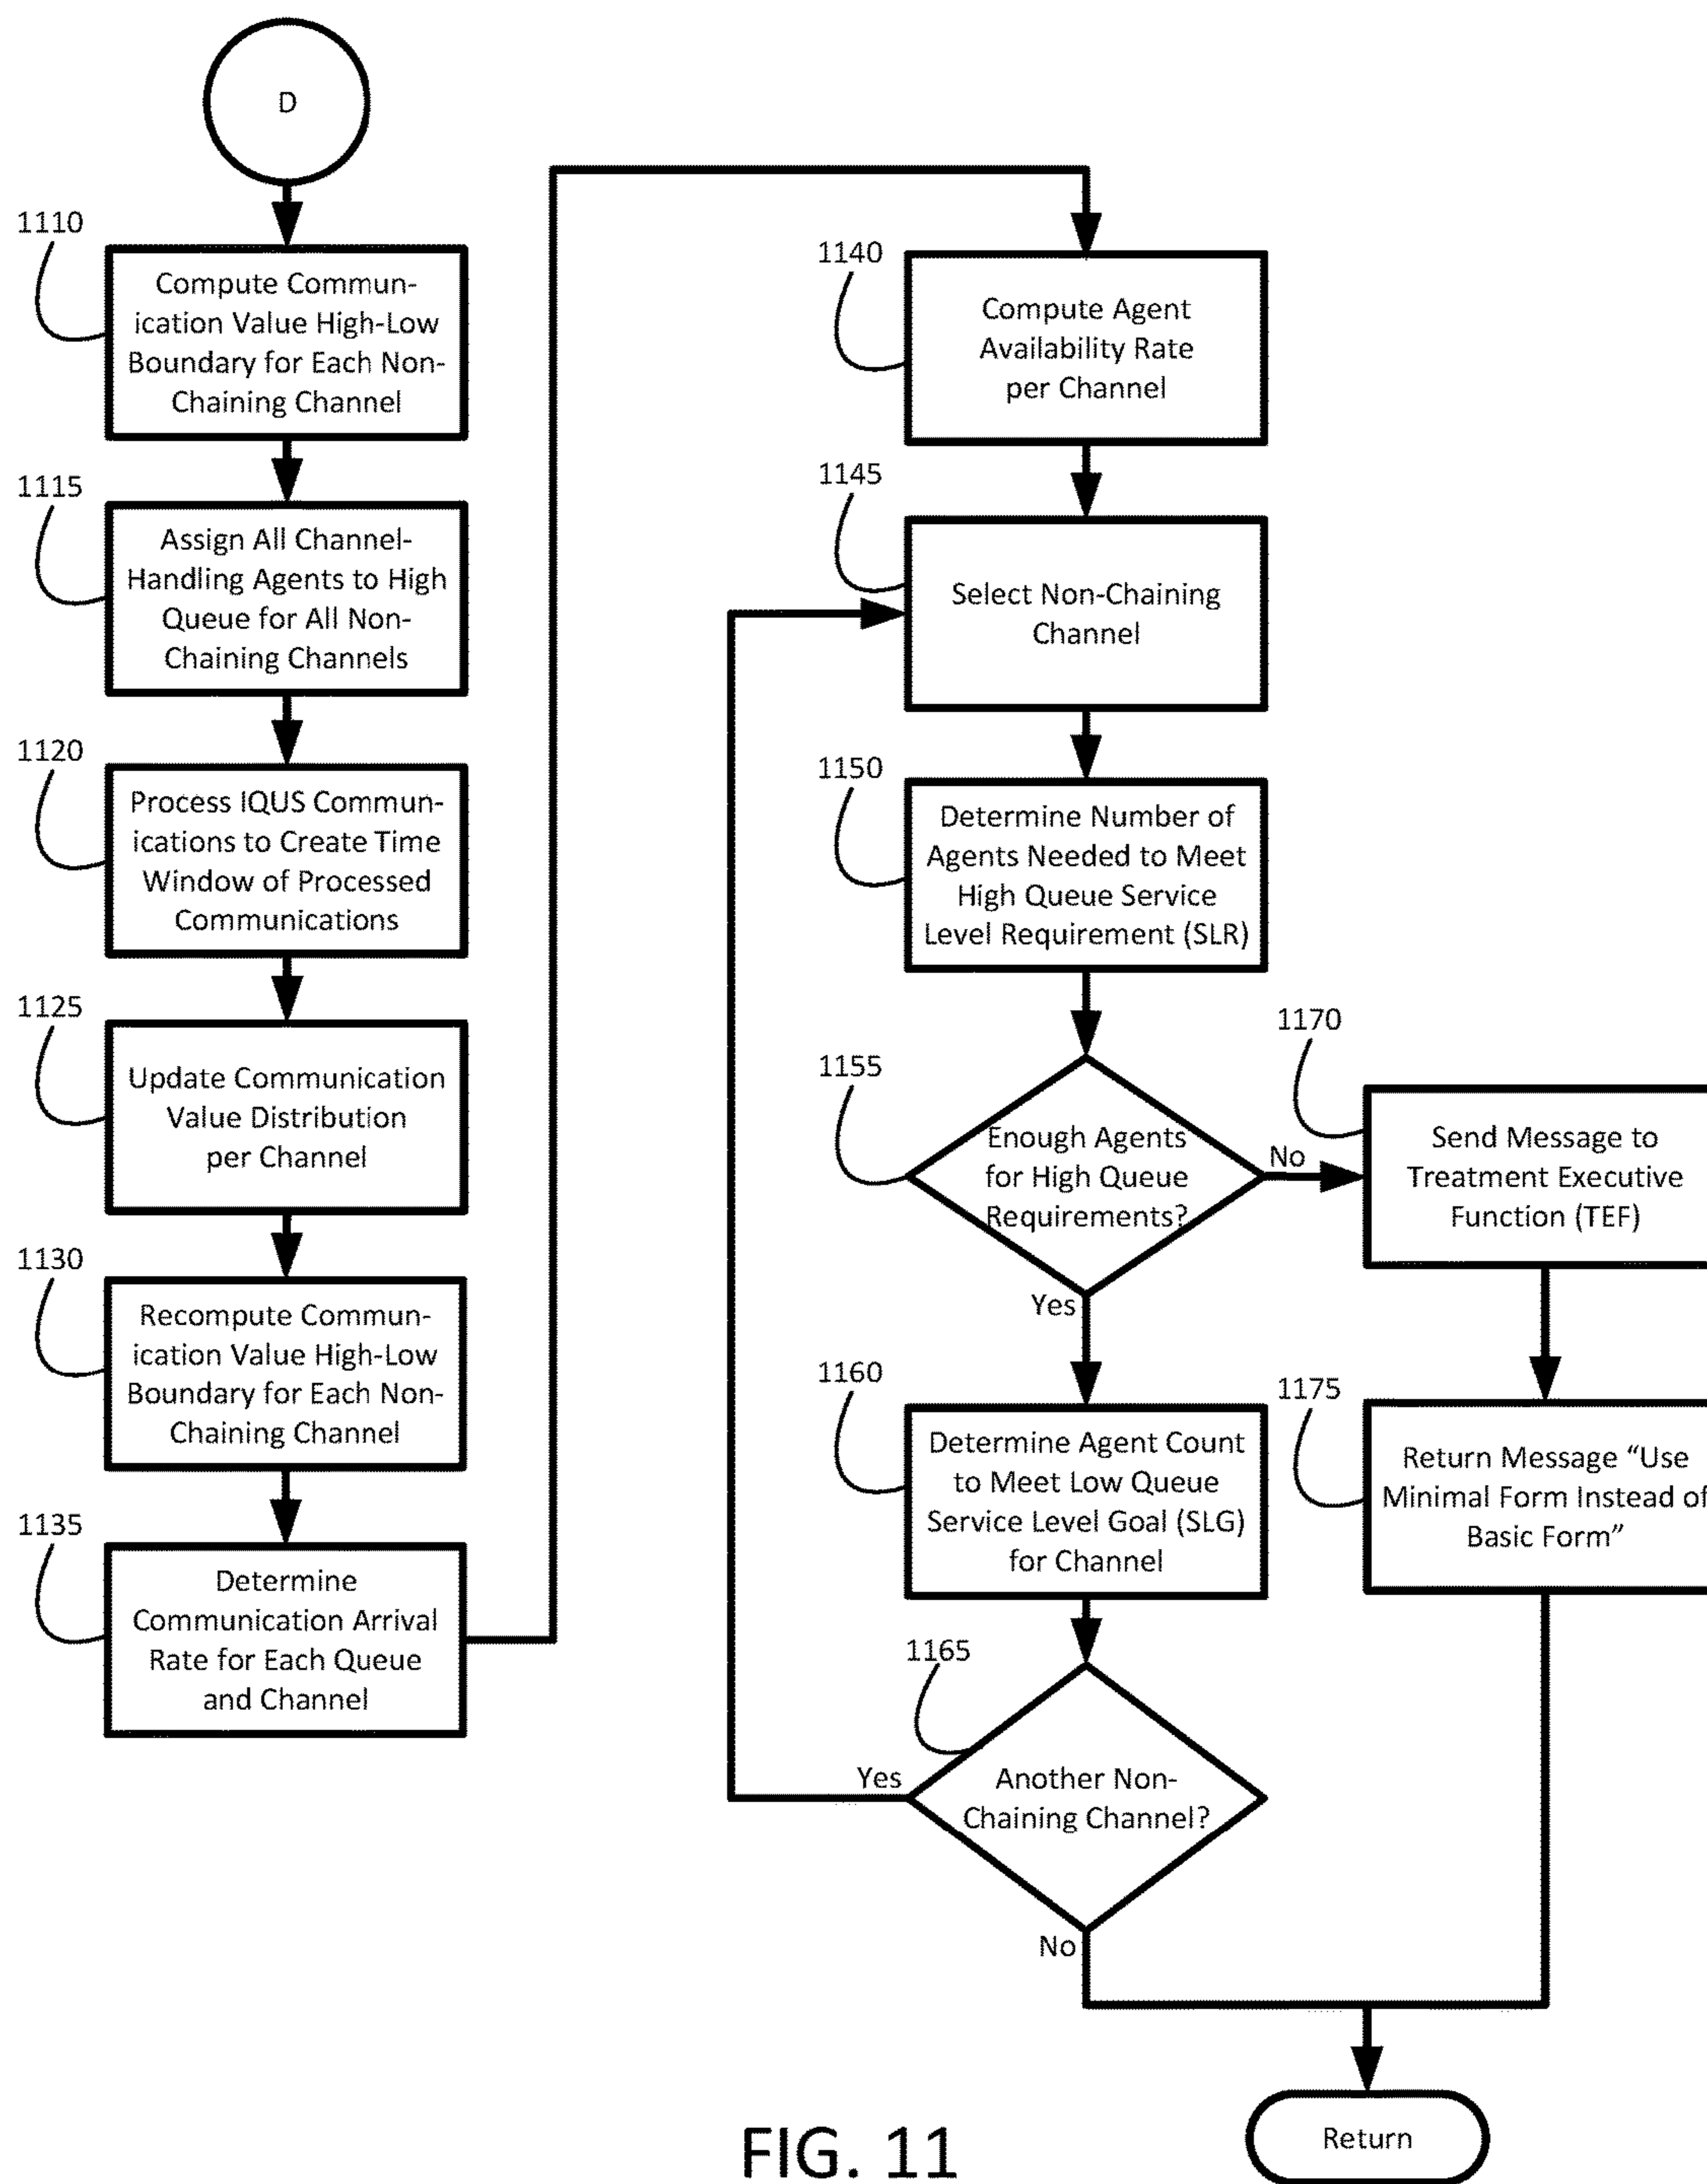 D
1110
Compute Commun-
ication Value High-Low
Boundary for Each Non-
Chaining Channel
1115
Assign All Channel-
Handling Agents to High
Queue for All Non-
Chaining Channels
1120
Process IQUS Commun-
ications to Create Time
Window of Processed
Communications
1125
Update Communication
Value Distribution
per Channel
1130
Recompute Commun-
ication Value High-Low
Boundary for Each Non-
Chaining Channel
1135
Determine
Communication Arrival
Rate for Each Queue
and Channel
1140
Compute Agent
Availability Rate
per Channel
1145
Select Non-Chaining
Channel
1150
Determine Number of
Agents Needed to Meet
High Queue Service
Level Requirement (SLR)
1155
Enough Agents
for High Queue
Requirements?
No
Yes
1170
Send Message to
Treatment Executive
Function (TEF)
1175
Return Message “Use
Minimal Form Instead of
Basic Form”
1160
Determine Agent Count
to Meet Low Queue
Service Level Goal (SLG)
for Channel
1165
Another Non-
Chaining Channel?
Yes
No
Return
FIG. 11